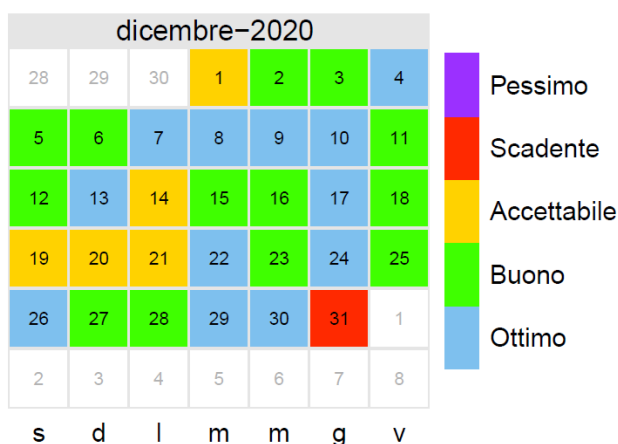 dicembre−2020
28 29 30 1 2 3 4
5 6 7 8 9 10 11
12 13 14 15 16 17 18
19 20 21 22 23 24 25
26 27 28 29 30 31 1
2 3 4 5 6 7 8
s d l m m g v
Pessimo
Scadente
Accettabile
Buono
Ottimo